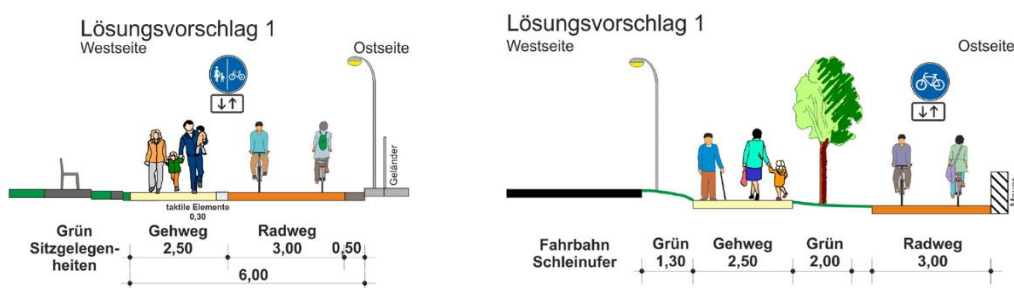 Lösungsvorschlag 1
Westseite
Ostseite
Geländer
taktile Elemente
0,30
Grün
Sitzgelegen-
heiten
Gehweg
2,50
Radweg
3,00
0,50
6,00
Lösungsvorschlag 1
Westseite
Ostseite
Mauer
Fahrbahn
Schleinufer
Grün
1,30
Gehweg
2,50
Grün
2,00
Radweg
3,00